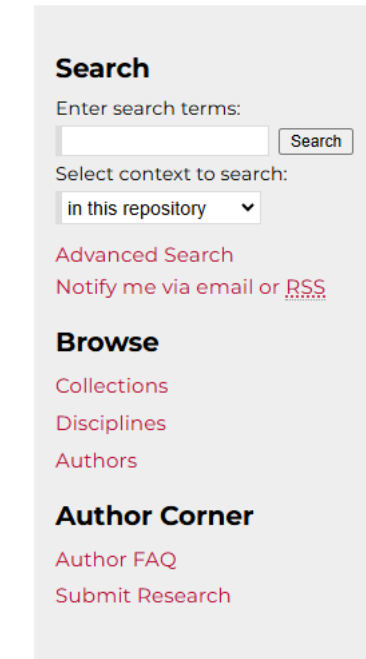 Search
Enter search terms:
Search
Select context to search:
in this repository
Advanced Search
Notify me via email or RSS
Browse
Collections
Disciplines
Authors
Author Corner
Author FAQ
Submit Research